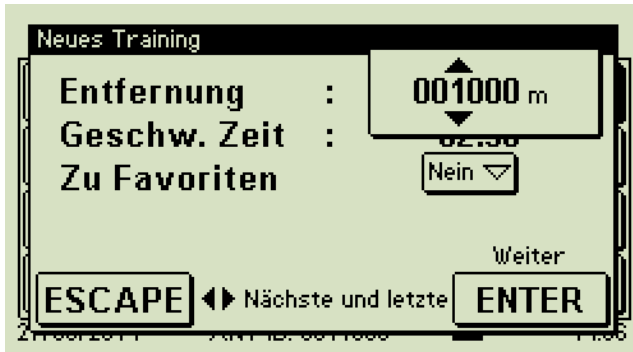 Neues Training
Entfernung : 001000 m
Geschw. Zeit :
Zu Favoriten Nein
Weiter
ESCAPE Nächste und letzte ENTER